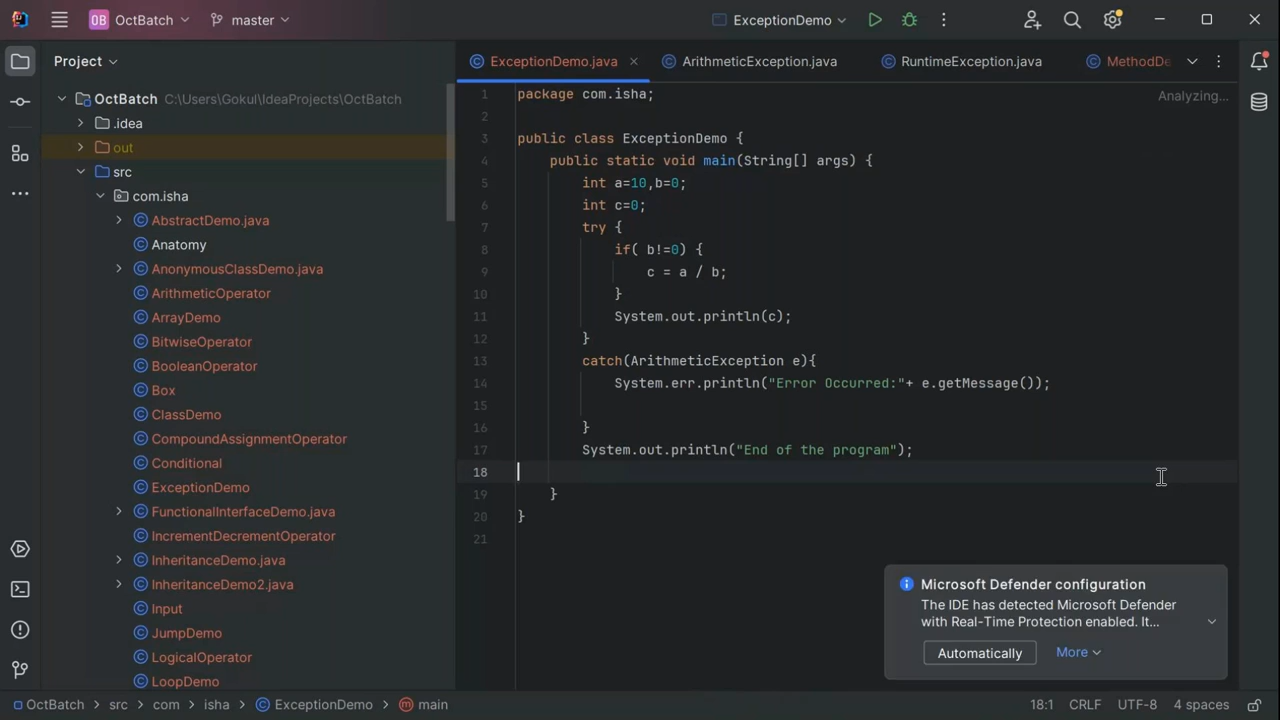 OB OctBatch master ExceptionDemo
Project
ExceptionDemo.java ArithmeticException.java RuntimeException.java MethodDe
OctBatch C:\Users\Gokul\IdeaProjects\OctBatch
.idea
out
src
com.isha
AbstractDemo.java
Anatomy
AnonymousClassDemo.java
ArithmeticOperator
ArrayDemo
BitwiseOperator
BooleanOperator
Box
ClassDemo
CompoundAssignmentOperator
Conditional
ExceptionDemo
FunctionalInterfaceDemo.java
IncrementDecrementOperator
InheritanceDemo.java
InheritanceDemo2.java
Input
JumpDemo
LogicalOperator
LoopDemo
Analyzing...
1 package com.isha;
2
3 public class ExceptionDemo {
4 public static void main(String[] args) {
5 int a=10,b=0;
6 int c=0;
7 try {
8 if( b!=0) {
9 c = a / b;
10 }
11 System.out.println(c);
12 }
13 catch(ArithmeticException e){
14 System.err.println("Error Occurred:"+ e.getMessage());
15
16 }
17 System.out.println("End of the program");
18
19 }
20 }
21
Microsoft Defender configuration
The IDE has detected Microsoft Defender
with Real-Time Protection enabled. It...
Automatically More
OctBatch > src > com > isha > ExceptionDemo > main 18:1 CRLF UTF-8 4 spaces